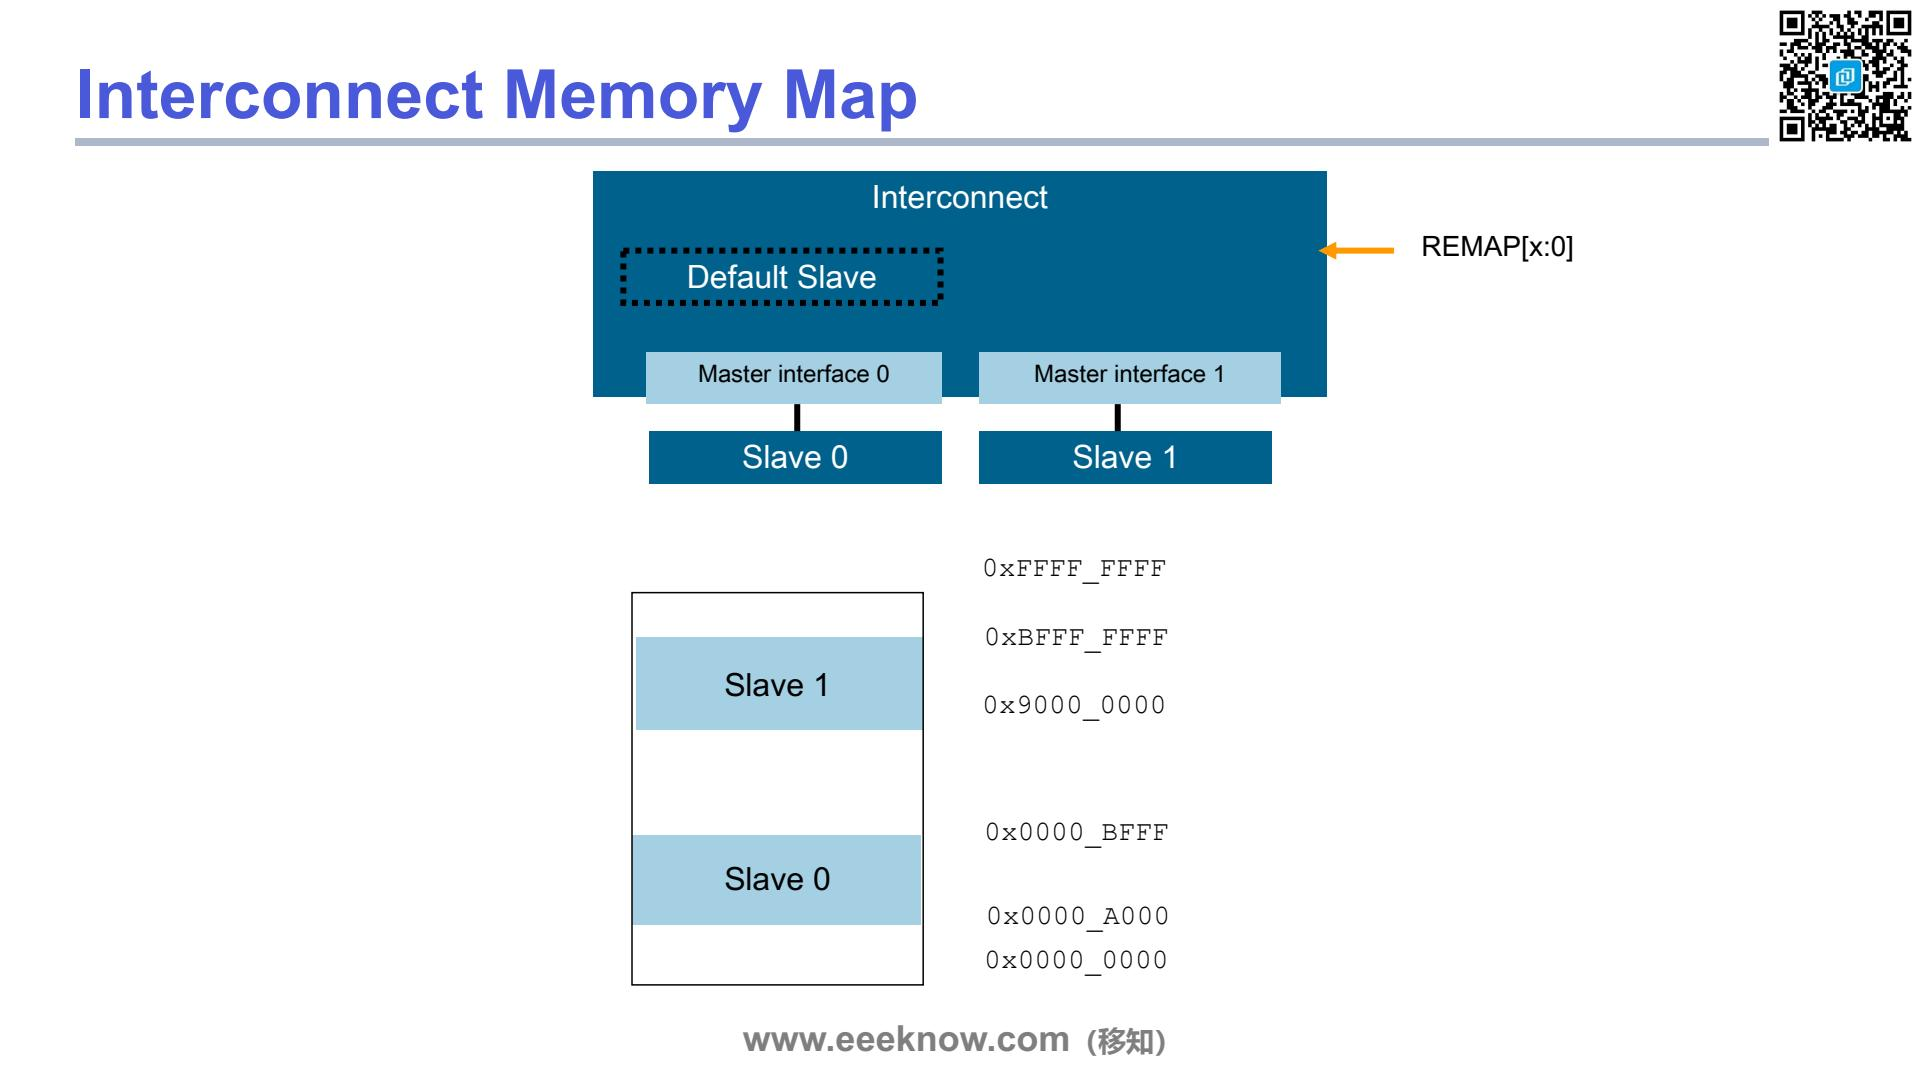 Interconnect Memory Map
Interconnect
REMAP[x:0]
Default Slave
Master interface 0
Master interface 1
Slave 0
Slave 1
0xFFFF_FFFF
0xBFFF_FFFF
Slave 1
0x9000_0000
0x0000_BFFF
Slave 0
0x0000_A000
0x0000_0000
www.eeeknow.com (移知)